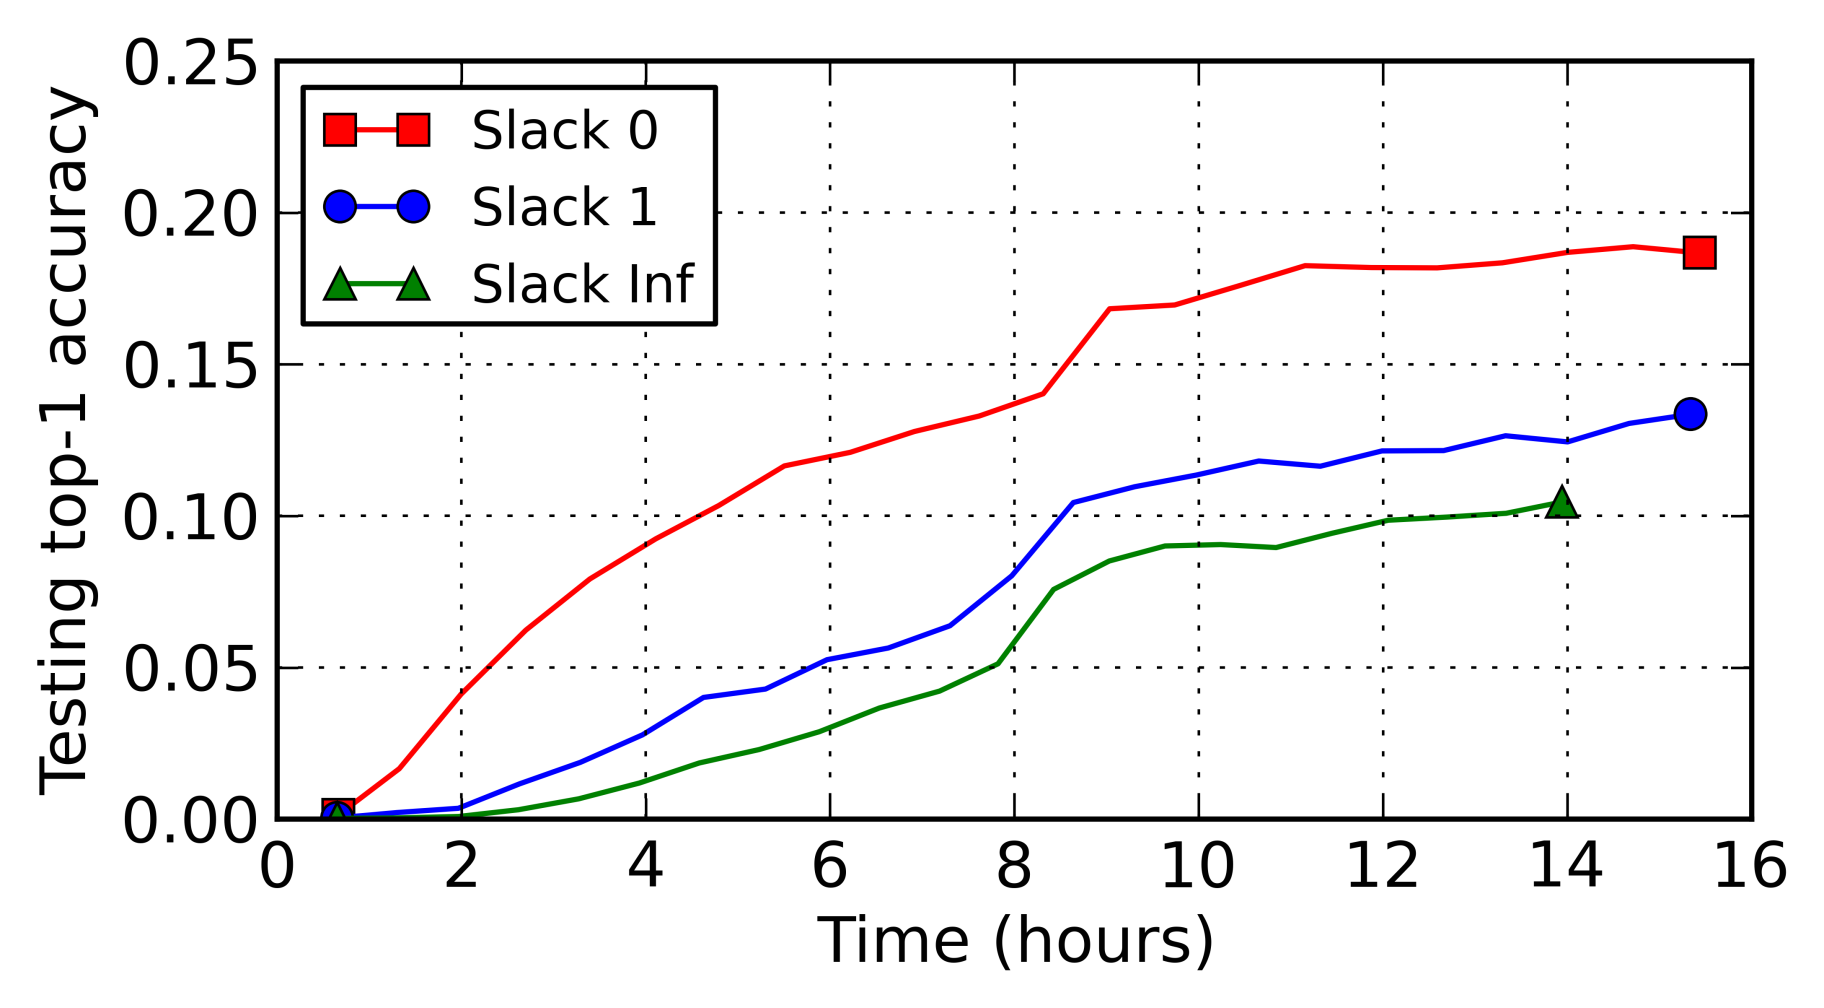 Testing top-1 accuracy
0.25
0.20
0.15
0.10
0.05
0.00
Slack 0
Slack 1
Slack Inf
0 2 4 6 8 10 12 14 16
Time (hours)